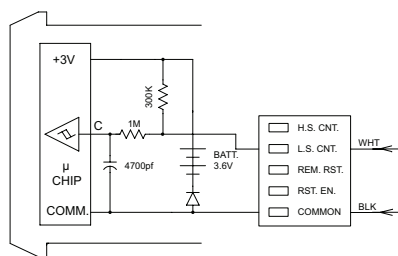 +3V
300K
C
1M
4700pf
µ
CHIP
COMM.
BATT.
3.6V
H.S. CNT.
L.S. CNT.
REM. RST.
RST. EN.
COMMON
WHT
BLK